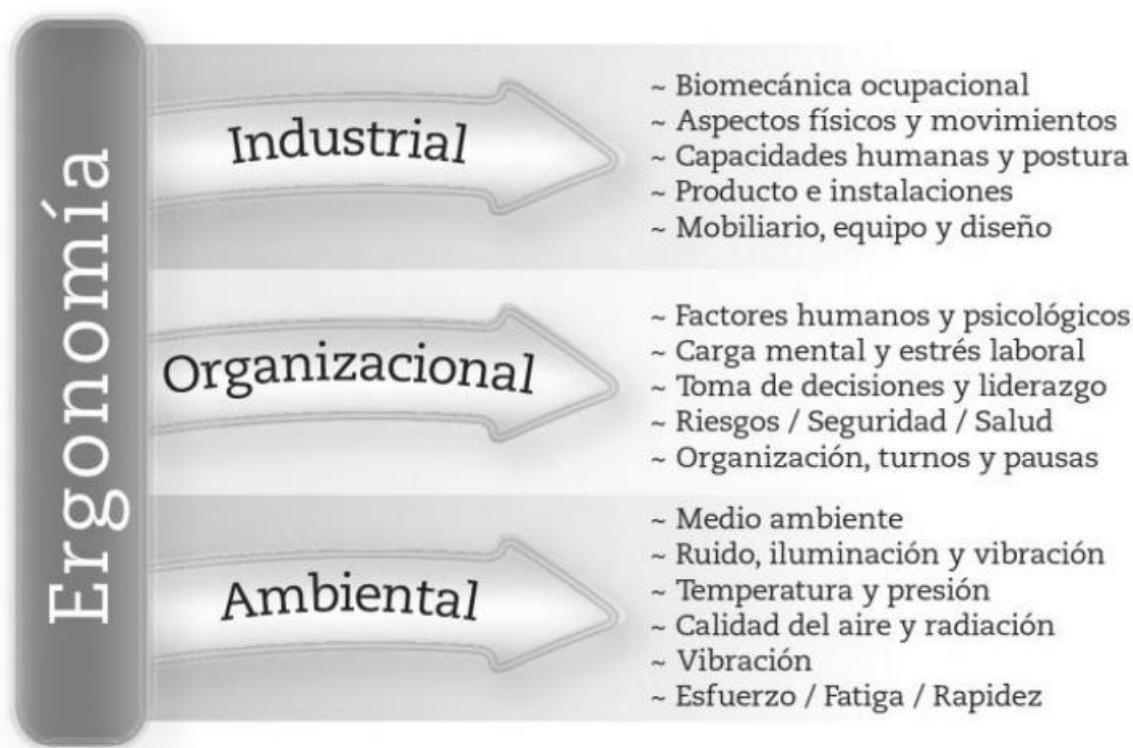 Ergonomía
Industrial
~ Biomecánica ocupacional
~ Aspectos físicos y movimientos
~ Capacidades humanas y postura
~ Producto e instalaciones
~ Mobiliario, equipo y diseño
Organizacional
~ Factores humanos y psicológicos
~ Carga mental y estrés laboral
~ Toma de decisiones y liderazgo
~ Riesgos / Seguridad / Salud
~ Organización, turnos y pausas
Ambiental
~ Medio ambiente
~ Ruido, iluminación y vibración
~ Temperatura y presión
~ Calidad del aire y radiación
~ Vibración
~ Esfuerzo / Fatiga / Rapidez